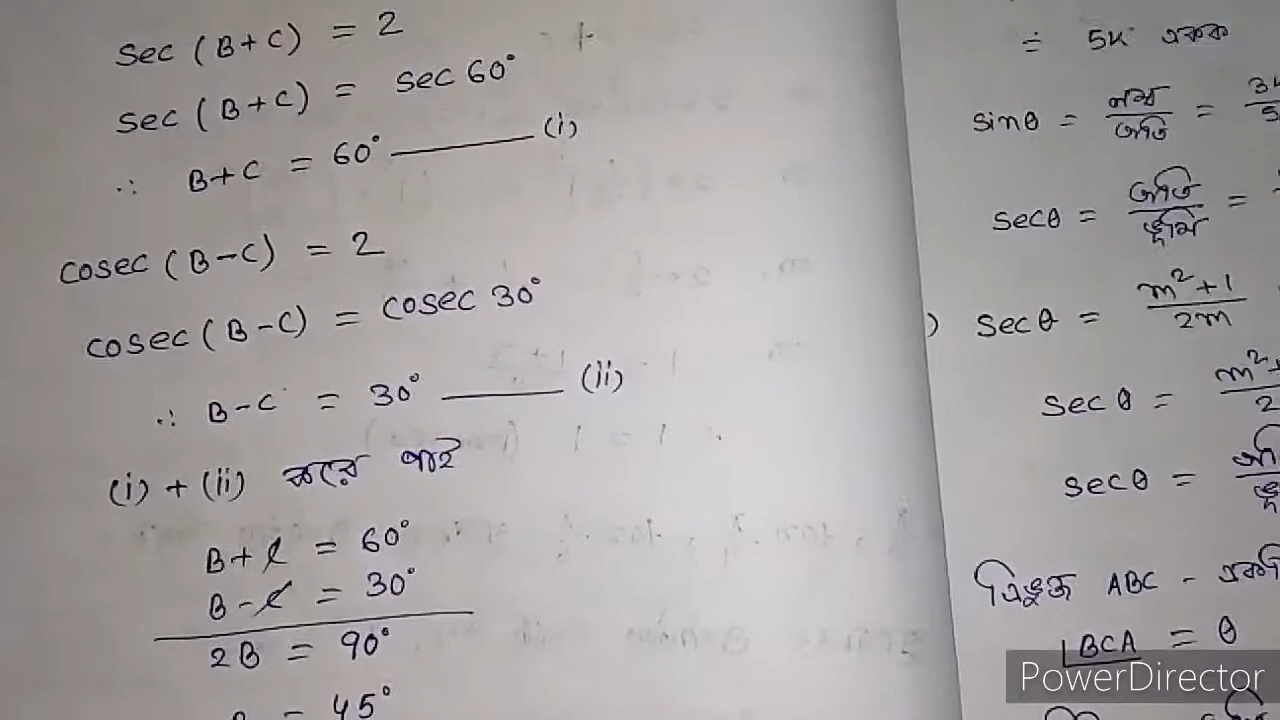 sec (B+C) = 2
sec (B+C) = sec 60°
∴ B+C = 60° ——— (i)
cosec (B-C) = 2
cosec (B-C) = cosec 30°
∴ B-C = 30° ——— (ii)
(i) + (ii) করে পাই
B+C = 60°
B-C = 30°
2B = 90°
= 45°
= 5k একক
sinθ = লম্ব/অতি =
secθ = অতি/ভূমি =
) secθ = m²+1/2m
secθ =
secθ =
ত্রিভুজ ABC -
∠BCA = θ
PowerDirector